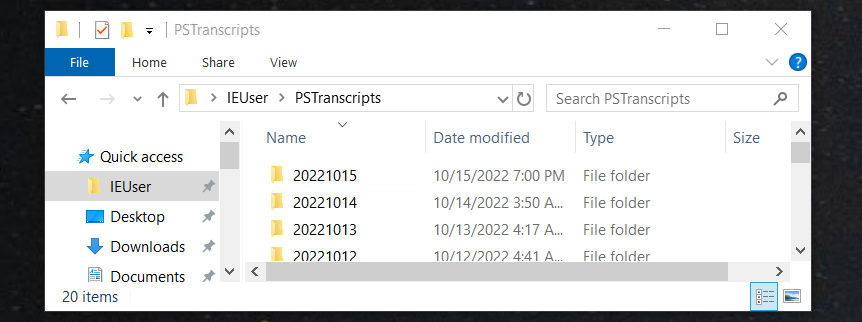 PSTranscripts
File Home Share View
IEUser PSTranscripts Search PSTranscripts
Name Date modified Type Size
Quick access
IEUser
Desktop
Downloads
Documents
20221015 10/15/2022 7:00 PM File folder
20221014 10/14/2022 3:50 A... File folder
20221013 10/13/2022 4:17 A... File folder
20221012 10/12/2022 4:41 A... File folder
20 items